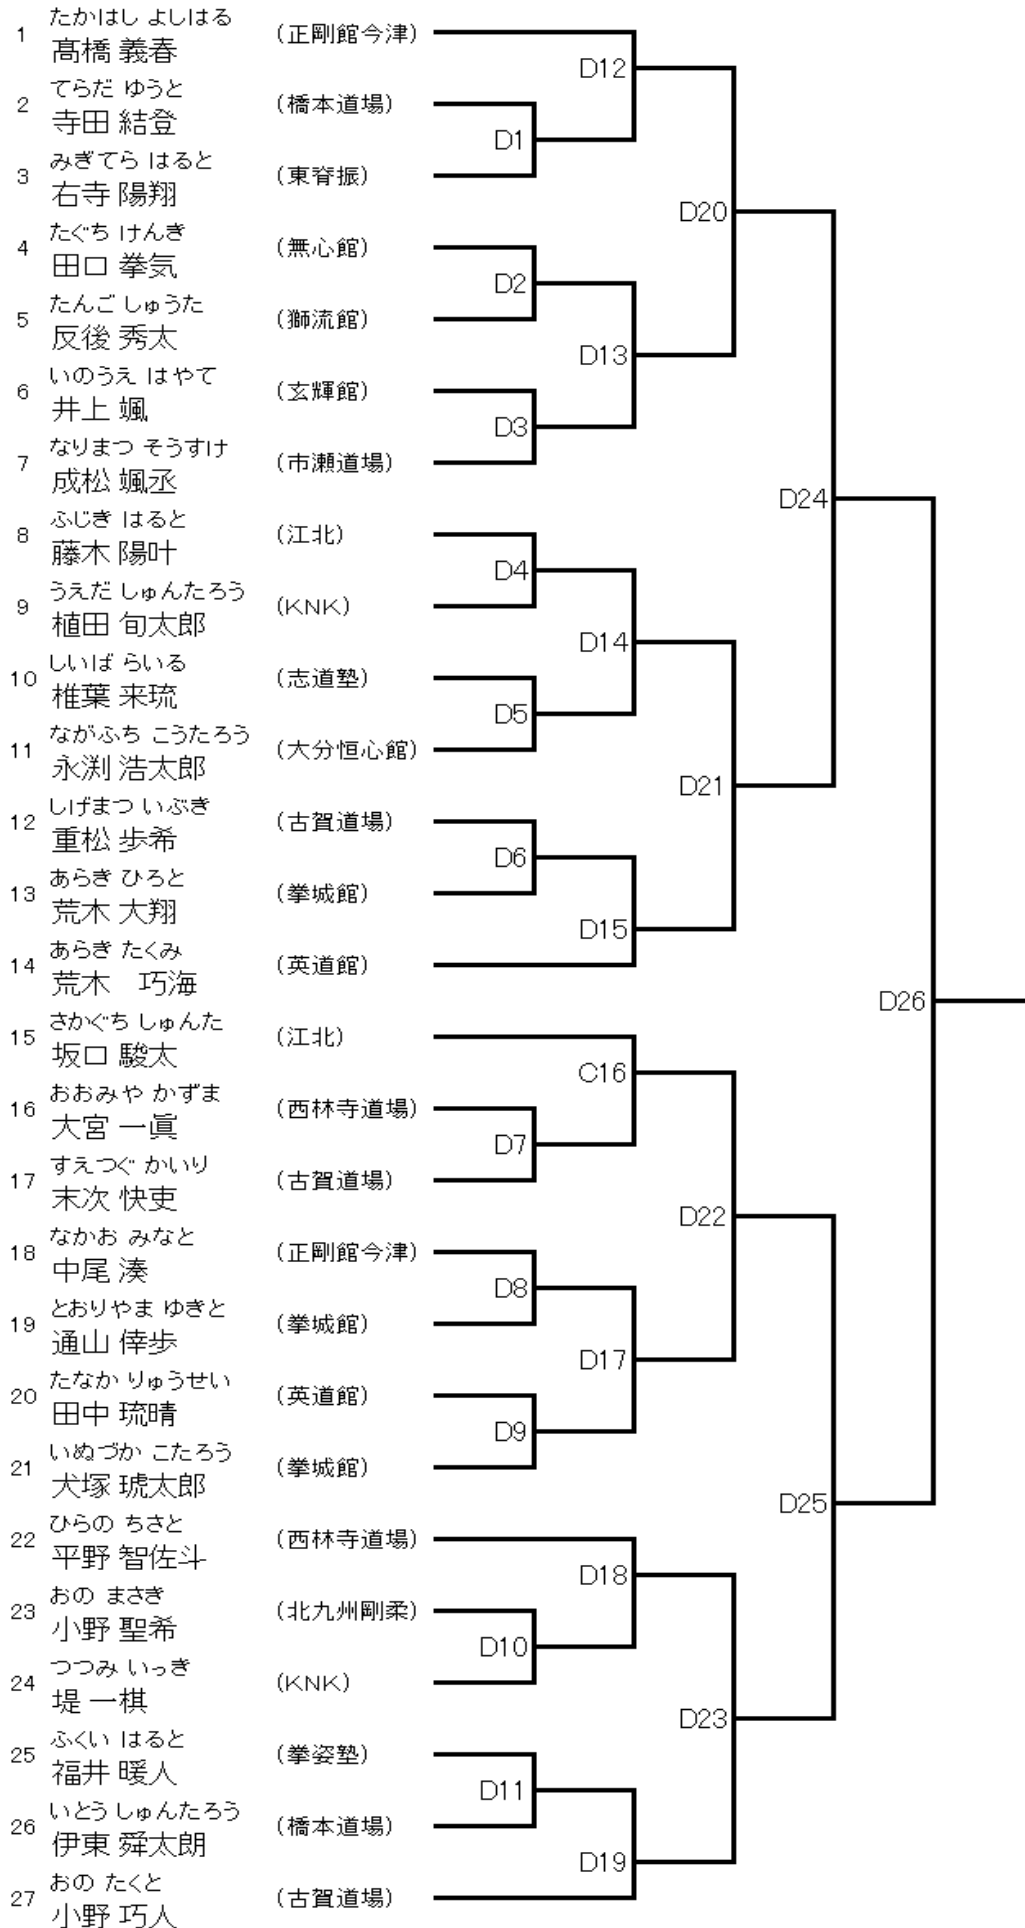 たかはし よしはる
1 髙橋 義春 (正剛館今津)
D12
てらだ ゆうと
2 寺田 結登 (橋本道場)
D1
みぎてら はると
3 右寺 陽翔 (東脊振)
D20
たぐち けんき
4 田口 拳気 (無心館)
D2
たんご しゅうた
5 反後 秀太 (獅流館)
D13
いのうえ はやて
6 井上 颯 (玄輝館)
D3
なりまつ そうすけ
7 成松 颯丞 (市瀬道場)
D24
ふじき はると
8 藤木 陽叶 (江北)
D4
うえだ しゅんたろう
9 植田 旬太郎 (KNK)
D14
しいば らいる
10 椎葉 来琉 (志道塾)
D5
ながふち こうたろう
11 永渕 浩太郎 (大分恒心館)
D21
しげまつ いぶき
12 重松 歩希 (古賀道場)
D6
あらき ひろと
13 荒木 大翔 (拳城館)
D15
あらき たくみ
14 荒木　巧海 (英道館)
D26
さかぐち しゅんた
15 坂口 駿太 (江北)
C16
おおみや かずま
16 大宮 一眞 (西林寺道場)
D7
すえつぐ かいり
17 末次 快吏 (古賀道場)
D22
なかお みなと
18 中尾 湊 (正剛館今津)
D8
とおりやま ゆきと
19 通山 倖歩 (拳城館)
D17
たなか りゅうせい
20 田中 琉晴 (英道館)
D9
いぬづか こたろう
21 犬塚 琥太郎 (拳城館)
D25
ひらの ちさと
22 平野 智佐斗 (西林寺道場)
D18
おの まさき
23 小野 聖希 (北九州剛柔)
D10
つつみ いっき
24 堤 一棋 (KNK)
D23
ふくい はると
25 福井 暖人 (拳姿塾)
D11
いとう しゅんたろう
26 伊東 舜太朗 (橋本道場)
D19
おの たくと
27 小野 巧人 (古賀道場)